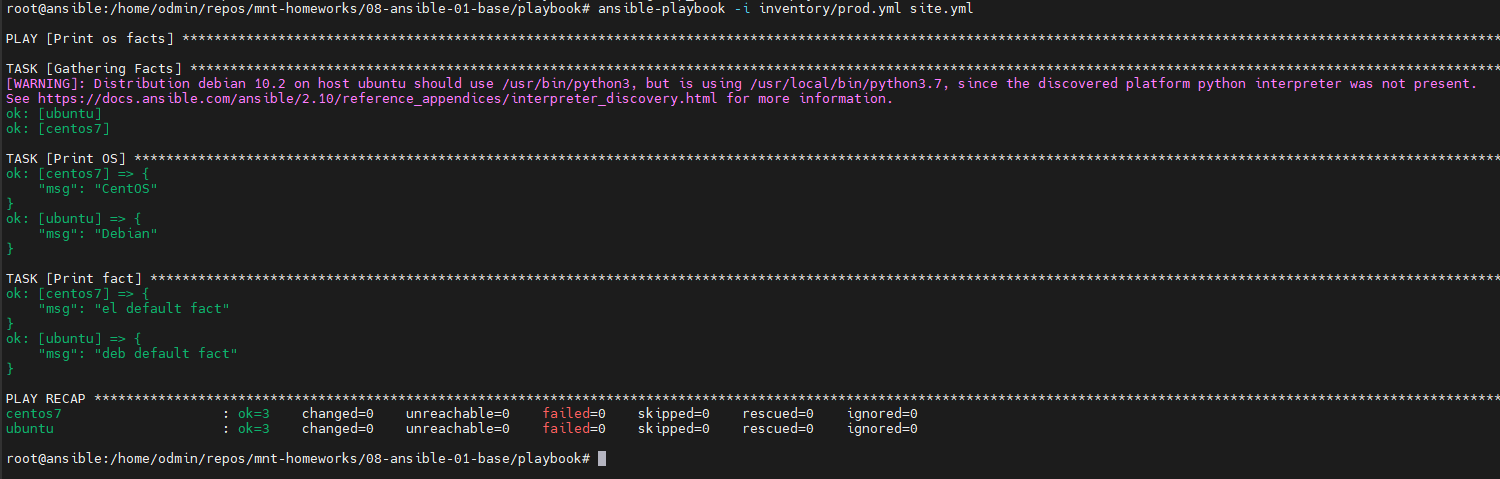 root@ansible:/home/admin/repos/mnt-homeworks/08-ansible-01-base/playbook# ansible-playbook -i inventory/prod.yml site.yml
PLAY [Print os facts] ****************************************************************************************************************************************************************
TASK [Gathering Facts] ***************************************************************************************************************************************************************
[WARNING]: Distribution debian 10.2 on host ubuntu should use /usr/bin/python3, but is using /usr/local/bin/python3.7, since the discovered platform python interpreter was not present.
See https://docs.ansible.com/ansible/2.10/reference_appendices/interpreter_discovery.html for more information.
ok: [ubuntu]
ok: [centos7]
TASK [Print OS] **********************************************************************************************************************************************************************
ok: [centos7] => {
    "msg": "CentOS"
}
ok: [ubuntu] => {
    "msg": "Debian"
}
TASK [Print fact] ********************************************************************************************************************************************************************
ok: [centos7] => {
    "msg": "el default fact"
}
ok: [ubuntu] => {
    "msg": "deb default fact"
}
PLAY RECAP ***************************************************************************************************************************************************************************
centos7                    : ok=3    changed=0    unreachable=0    failed=0    skipped=0    rescued=0    ignored=0
ubuntu                     : ok=3    changed=0    unreachable=0    failed=0    skipped=0    rescued=0    ignored=0
root@ansible:/home/admin/repos/mnt-homeworks/08-ansible-01-base/playbook#